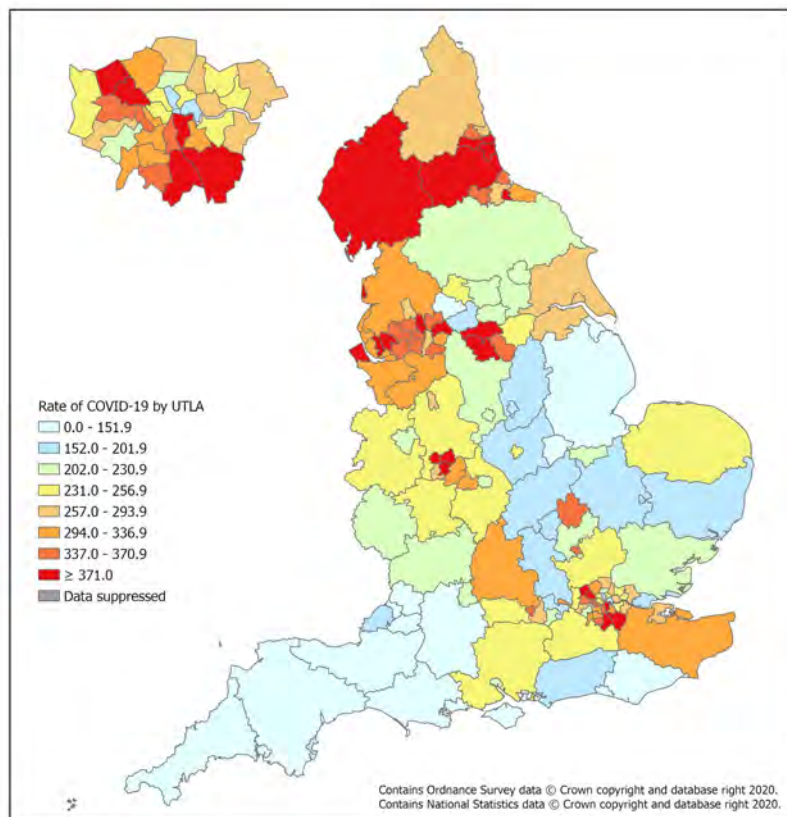 Rate of COVID-19 by UTLA
0.0 - 151.9
152.0 - 201.9
202.0 - 230.9
231.0 - 256.9
257.0 - 293.9
294.0 - 336.9
337.0 - 370.9
≥ 371.0
Data suppressed
Contains Ordnance Survey data © Crown copyright and database right 2020.
Contains National Statistics data © Crown copyright and database right 2020.